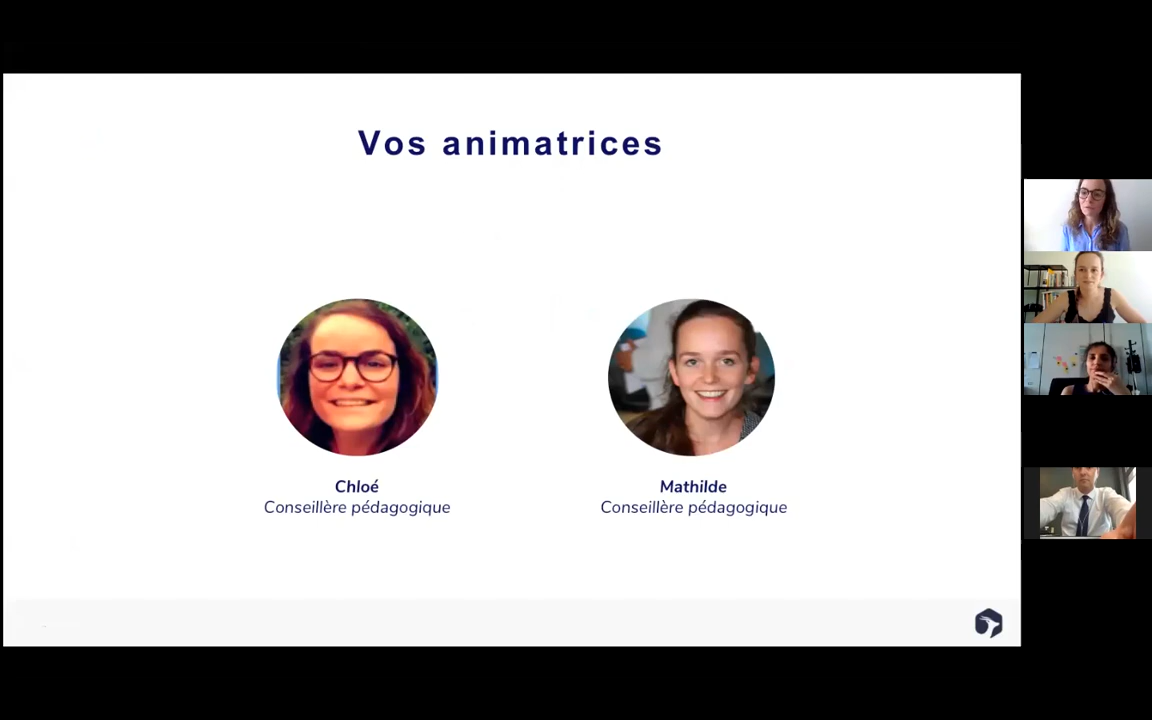 Vos animatrices
Chloé
Conseillère pédagogique
Mathilde
Conseillère pédagogique